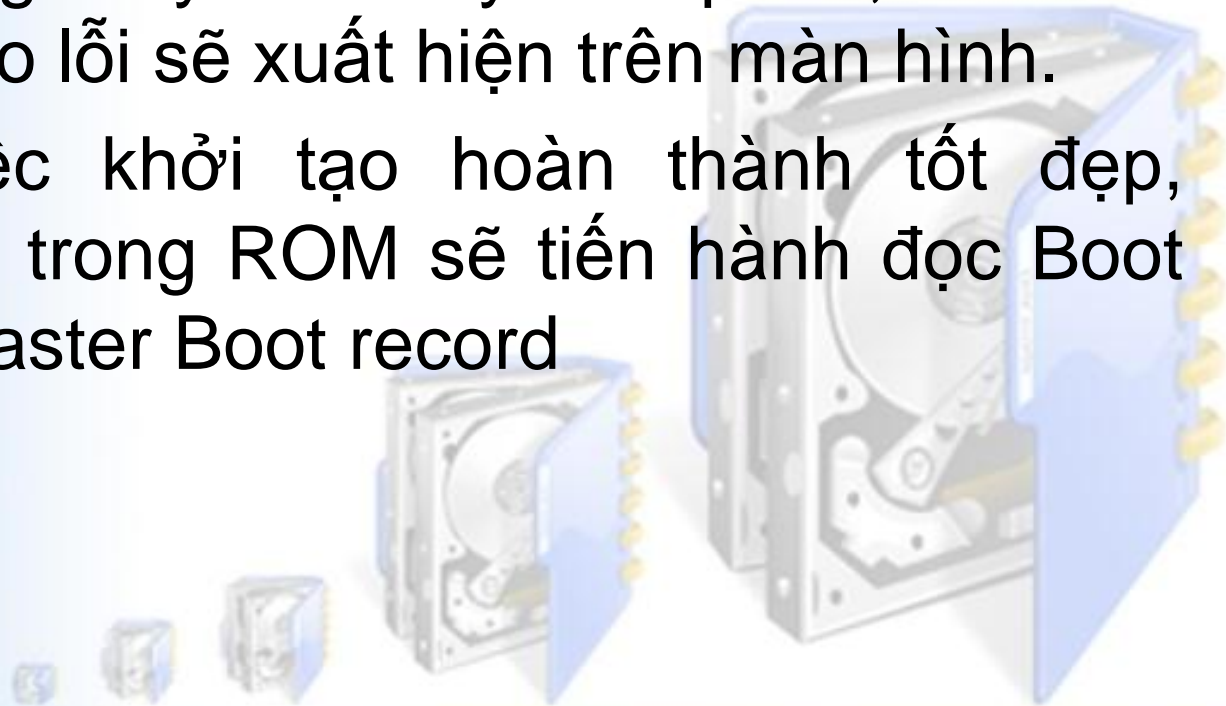 o lỗi sẽ xuất hiện trên màn hình.
ệc khởi tạo hoàn thành tốt đẹp,
trong ROM sẽ tiến hành đọc Boot
aster Boot record